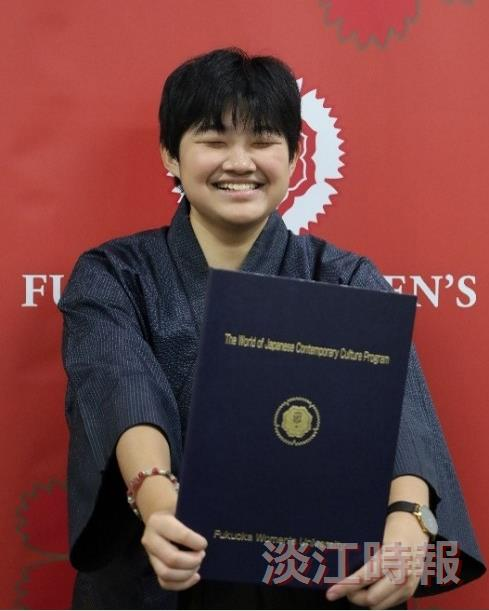 FU EN'S
The World of Japanese Contemporary Culture Program
Fukuoka Women's University
淡江時報